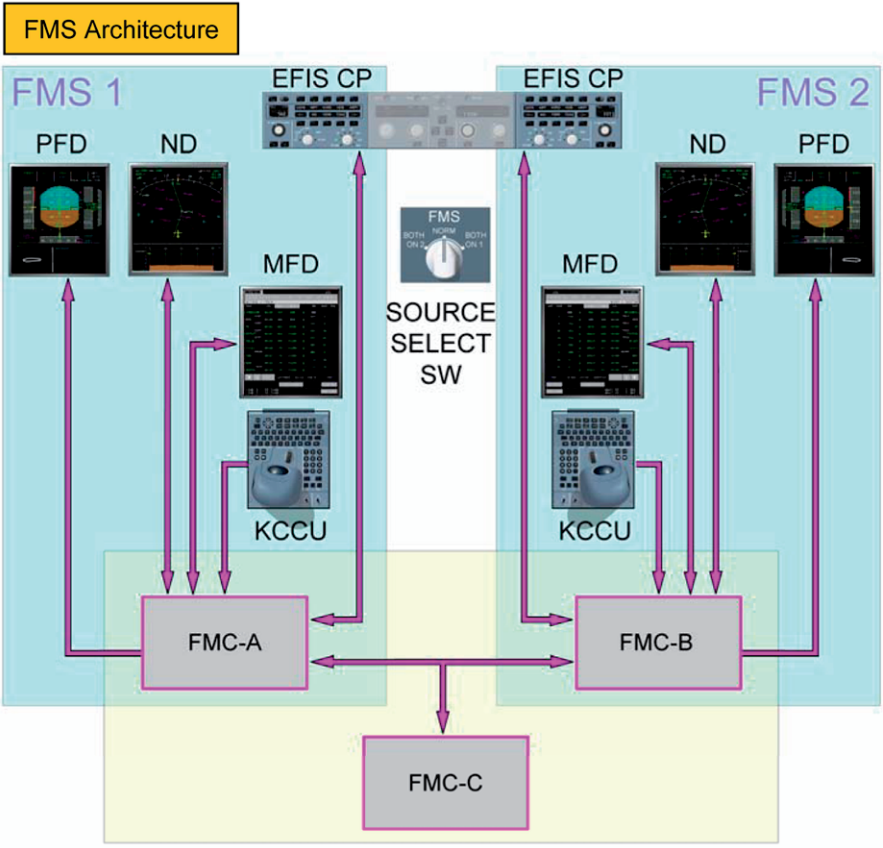 FMS Architecture
EFIS CP
EFIS CP
FMS 1
FMS 2
PFD
ND
ND
PFD
FMS
NORM
BOTH
ON 2
BOTH
ON 1
MFD
MFD
SOURCE
SELECT
SW
KCCU
KCCU
FMC-A
FMC-B
FMC-C